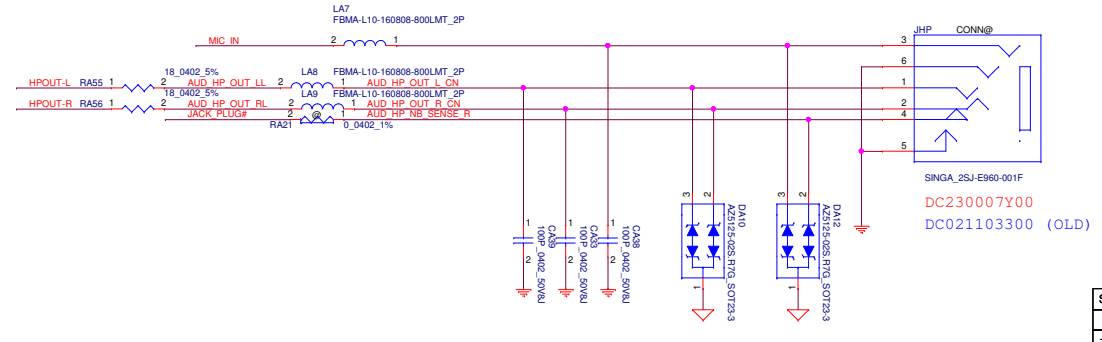 LA7
FBMA-L10-160808-800LMT_2P
JHP CONN@
MIC IN 2 1 3
6
18_0402_5% LA8 FBMA-L10-160808-800LMT_2P
HPOUT-L RA55 1 2 AUD_HP_OUT_LL 2 1 AUD_HP_OUT_L_CN 1
18_0402_5% LA9 FBMA-L10-160808-800LMT_2P
HPOUT-R RA56 1 2 AUD_HP_OUT_RL 2 1 AUD_HP_OUT_R_CN 2
JACK_PLUG# 2 @ 1 AUD_HP_NB_SENSE_R 4
RA21 0_0402_1%
5
SINGA_2SJ-E960-001F
DC230007Y00
DC021103300 (OLD)
3 2
DA10
AZ5125-02S.R7G_SOT23-3
1
3 2
DA12
AZ5125-02S.R7G_SOT23-3
1
1
CA39
100P_0402_50V8J
2
1
CA33
100P_0402_50V8J
2
1
CA38
100P_0402_50V8J
2
S